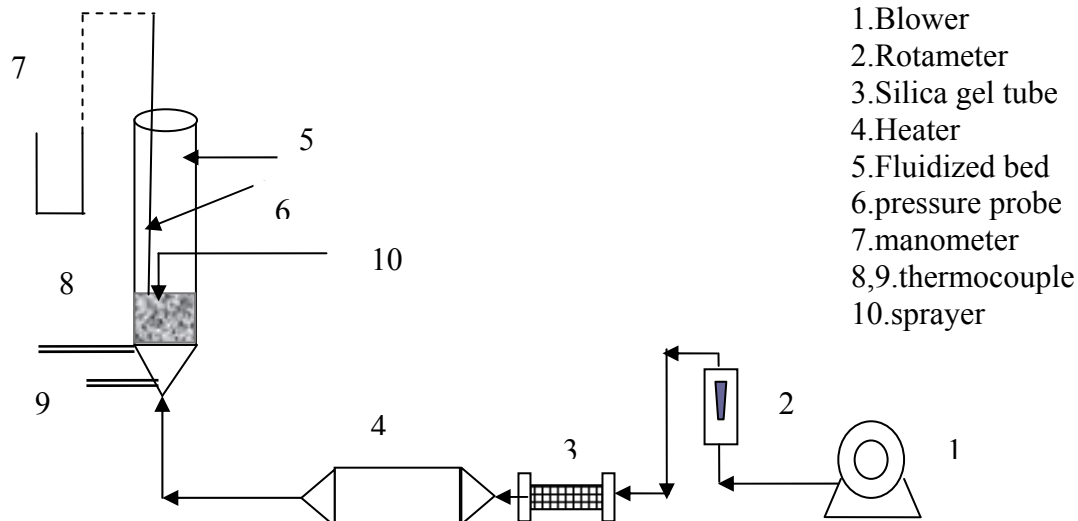 1.Blower
2.Rotameter
3.Silica gel tube
4.Heater
5.Fluidized bed
6.pressure probe
7.manometer
8,9.thermocouple
10.sprayer
7
5
6
10
8
9
4
3
2
1